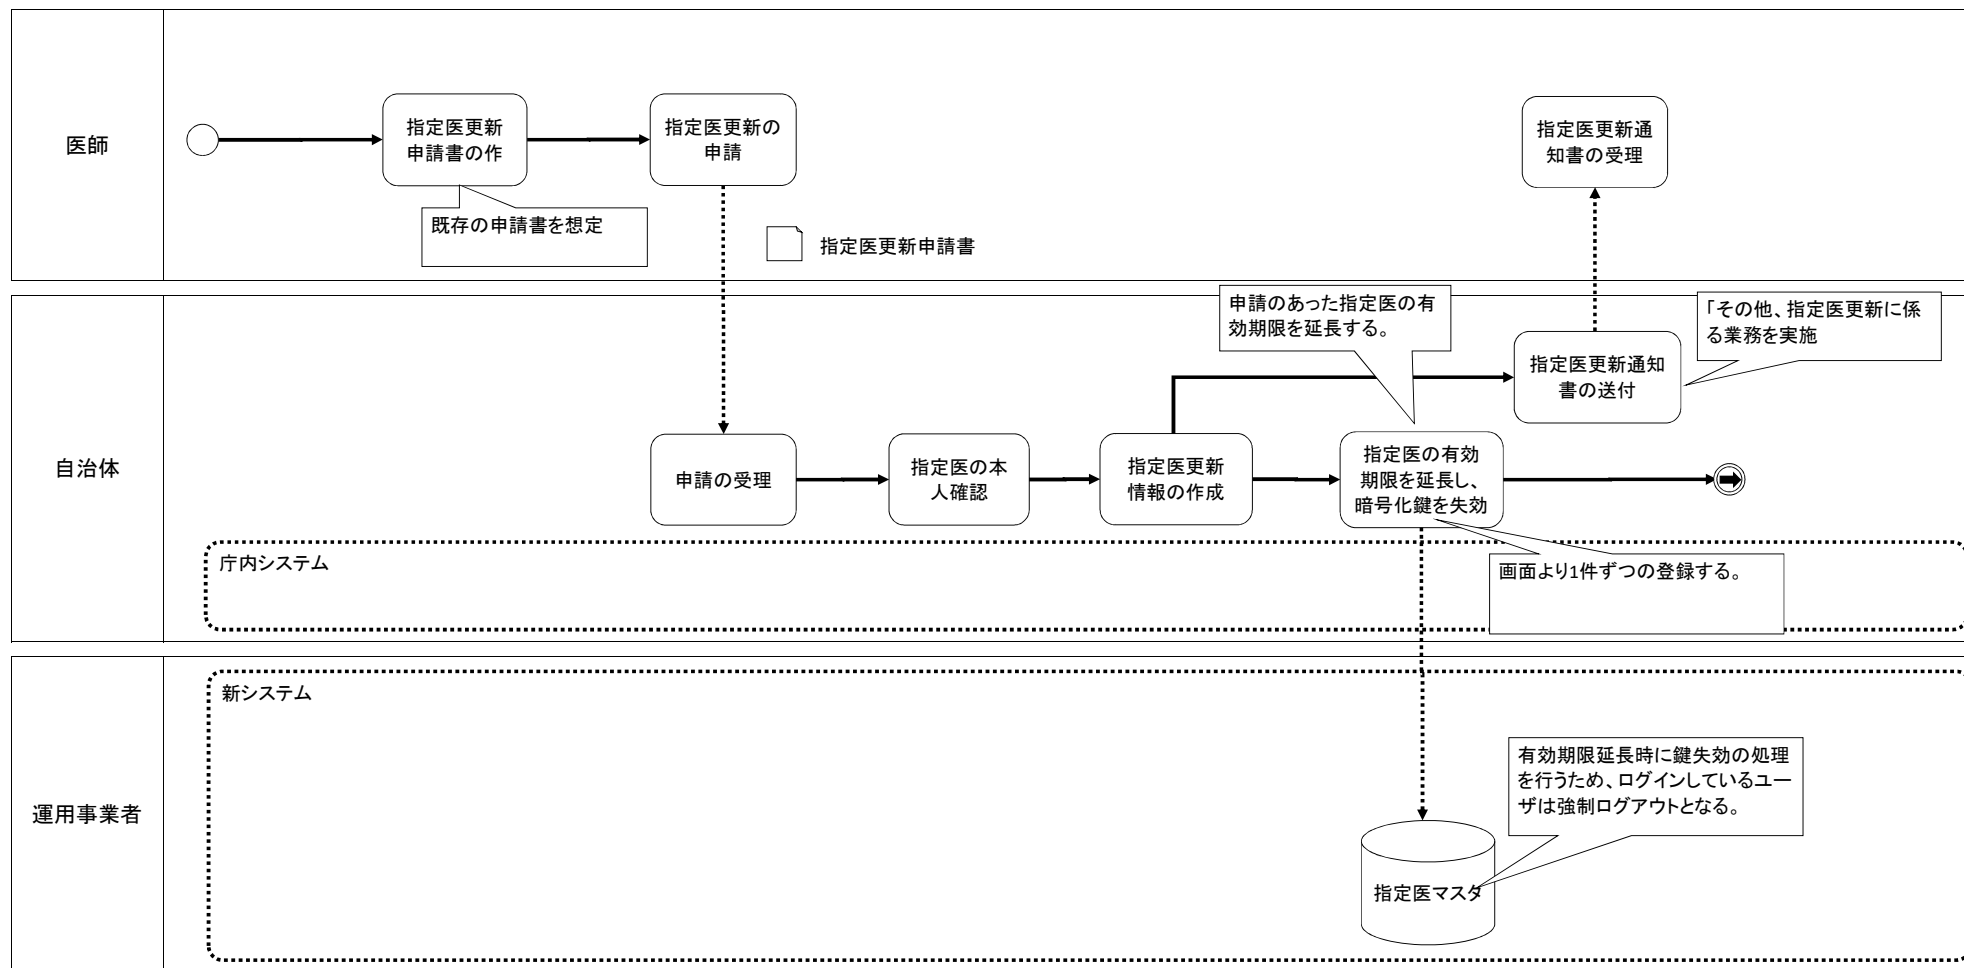 医師
指定医更新
申請書の作
指定医更新の
申請
指定医更新通
知書の受理
既存の申請書を想定
指定医更新申請書
自治体
申請のあった指定医の有
効期限を延長する。
「その他、指定医更新に係
る業務を実施
指定医更新通知
書の送付
申請の受理
指定医の本
人確認
指定医更新
情報の作成
指定医の有効
期限を延長し、
暗号化鍵を失効
庁内システム
画面より1件ずつの登録する。
運用事業者
新システム
有効期限延長時に鍵失効の処理
を行うため、ログインしているユー
ザは強制ログアウトとなる。
指定医マスタ